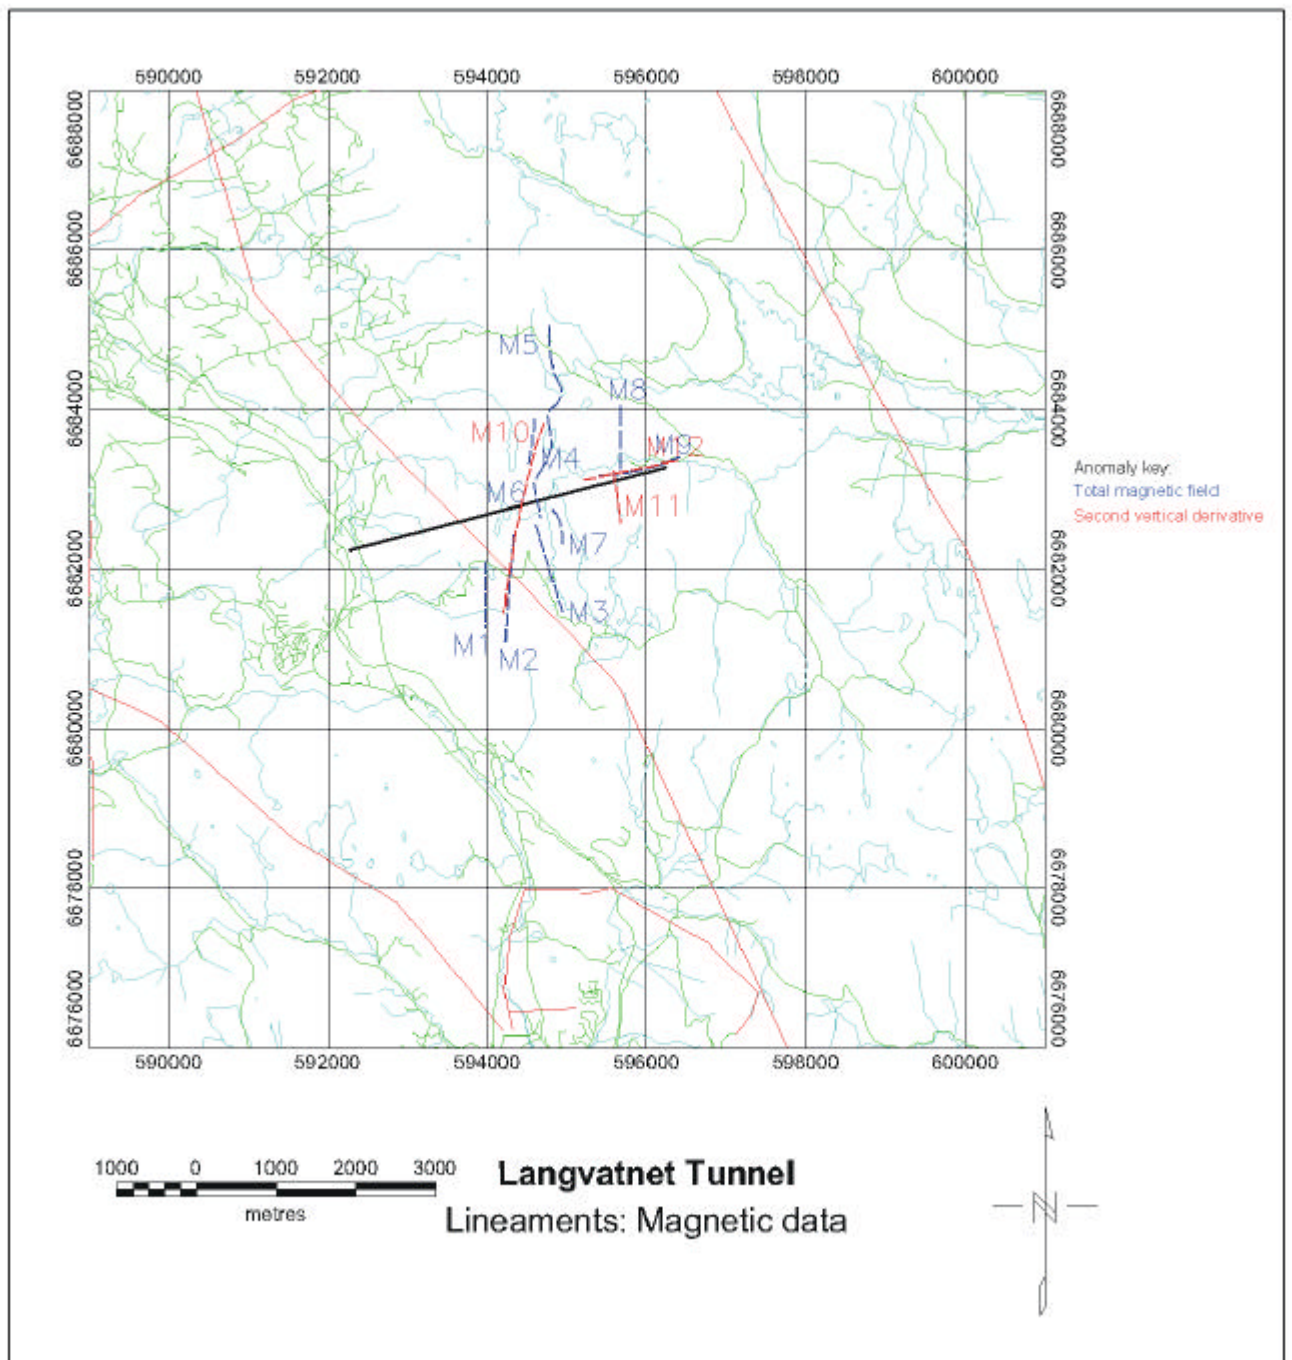 590000 592000 594000 596000 598000 600000
6688000 6688000
6686000 6686000
M5
M8
6684000 6684000
M10 M9 M12
M4
Anomaly key:
M6 Total magnetic field
M11 Second vertical derivative
M7
6682000 6682000
M3
M1
M2
6680000 6680000
6678000 6678000
6676000 6676000
590000 592000 594000 596000 598000 600000
1000 0 1000 2000 3000
metres
Langvatnet Tunnel
Lineaments: Magnetic data
N